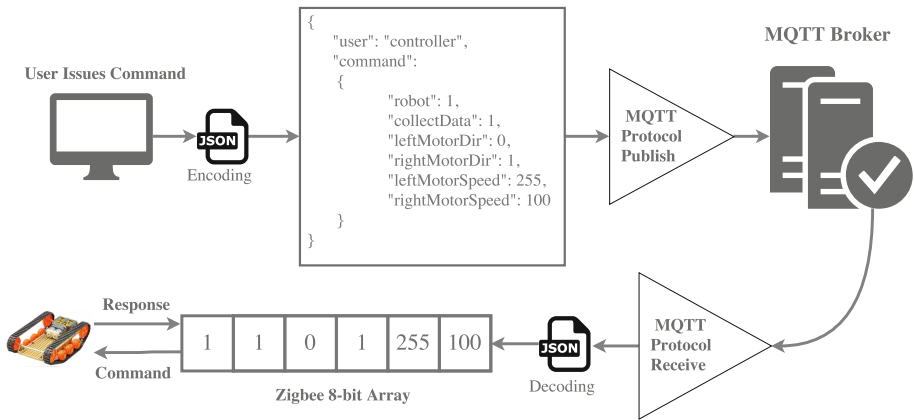 User Issues Command
JSON
Encoding
{
"user": "controller",
"command":
{
"robot": 1,
"collectData": 1,
"leftMotorDir": 0,
"rightMotorDir": 1,
"leftMotorSpeed": 255,
"rightMotorSpeed": 100
}
}
MQTT
Protocol
Publish
MQTT Broker
MQTT
Protocol
Receive
JSON
Decoding
1 1 0 1 255 100
Zigbee 8-bit Array
Response
Command